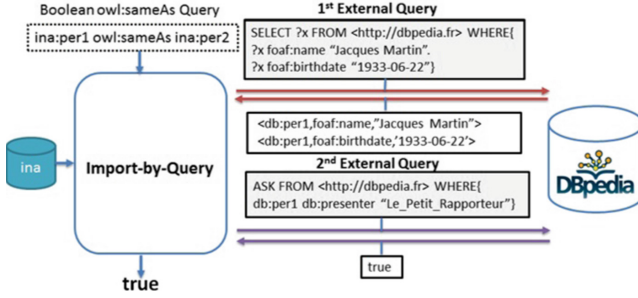 Boolean owl:sameAs Query
ina:per1 owl:sameAs ina:per2
ina
Import-by-Query
true
1st External Query
SELECT ?x FROM <http://dbpedia.fr> WHERE{
?x foaf:name “Jacques Martin”.
?x foaf:birthdate “1933-06-22”}
<db:per1,foaf:name,”Jacques Martin”>
<db:per1,foaf:birthdate,’1933-06-22’>
2nd External Query
ASK FROM <http://dbpedia.fr> WHERE{
db:per1 db:presenter “Le_Petit_Rapporteur”}
true
DBpedia